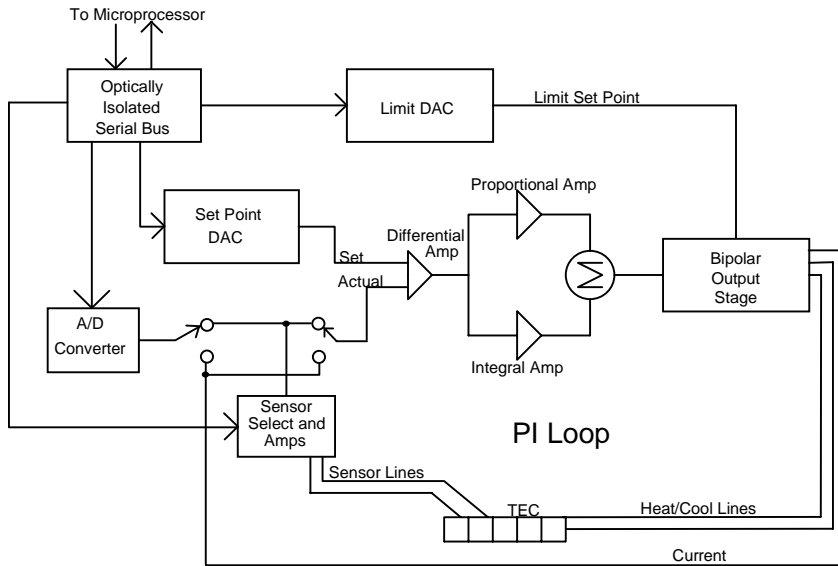 To Microprocessor
Optically
Isolated
Serial Bus
Limit DAC
Limit Set Point
Proportional Amp
Set Point
DAC
Differential
Amp
Set
Actual
Σ
Bipolar
Output
Stage
A/D
Converter
Integral Amp
Sensor
Select and
Amps
PI Loop
Sensor Lines
TEC
Heat/Cool Lines
Current